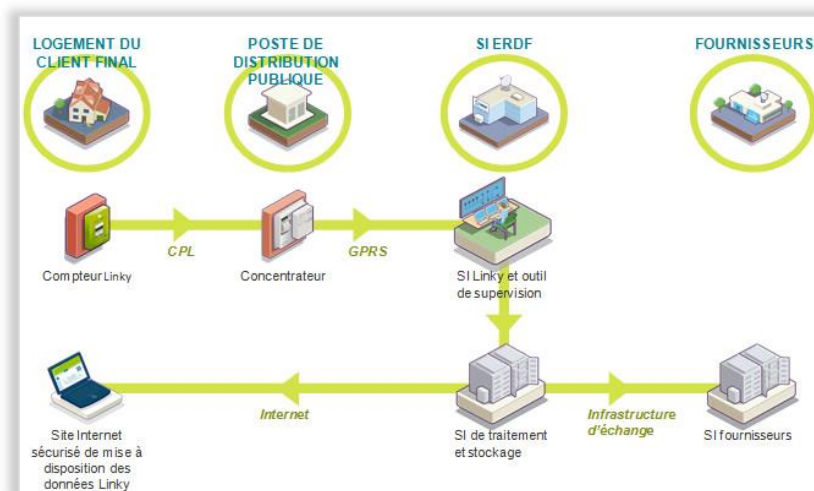 LOGEMENT DU
CLIENT FINAL
POSTE DE
DISTRIBUTION
PUBLIQUE
SI ERDF
FOURNISSEURS
CPL
GPRS
Compteur Linky
Concentrateur
SI Linky et outil
de supervision
Internet
Infrastructure
d'échange
Site Internet
sécurisé de mise à
disposition des
données Linky
SI de traitement
et stockage
SI fournisseurs